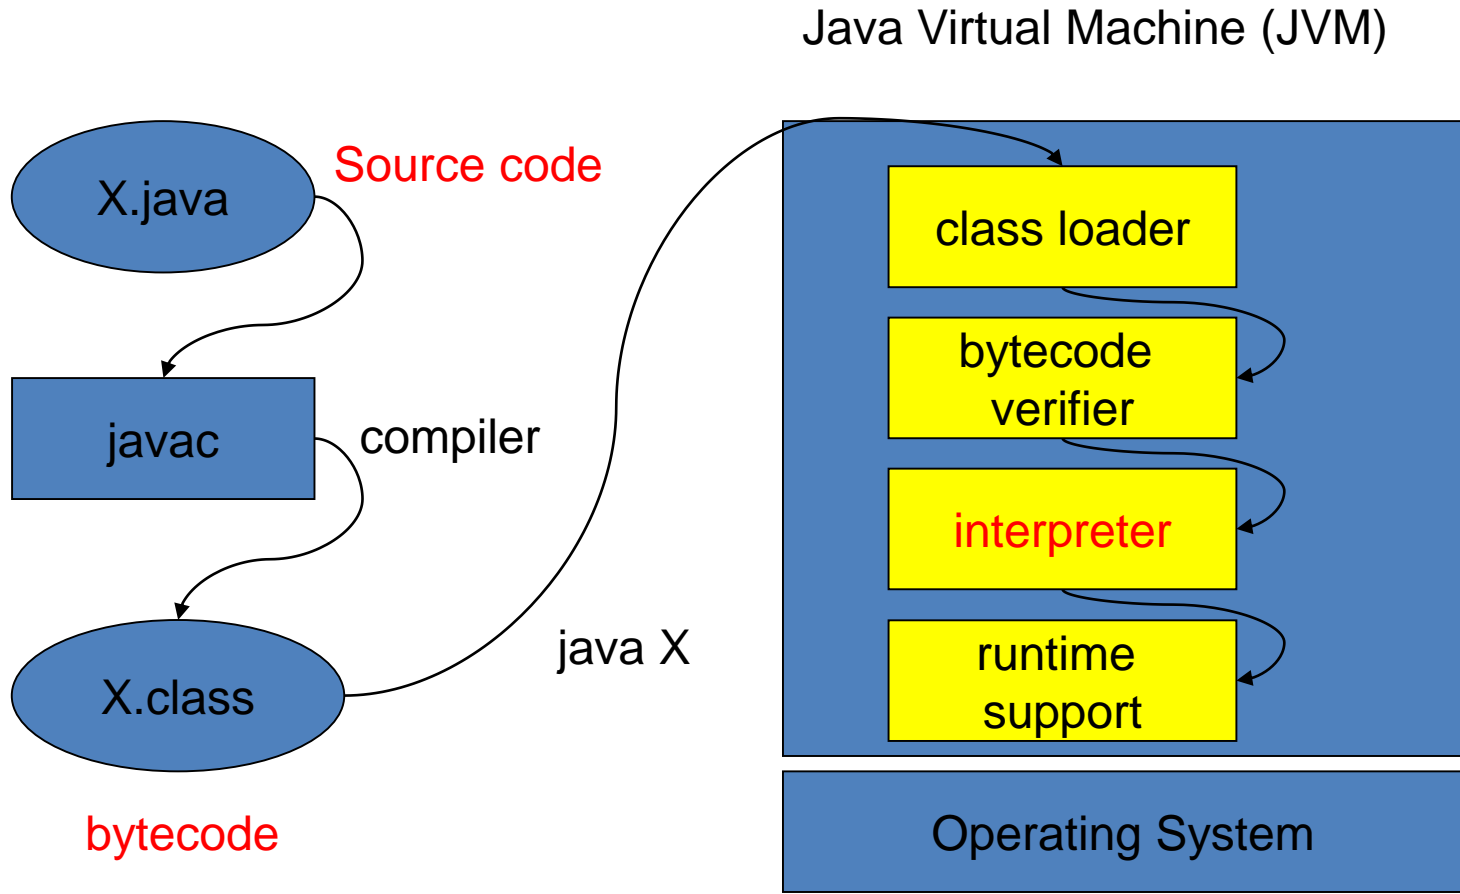 Java Virtual Machine (JVM)
X.java
Source code
javac
compiler
X.class
bytecode
java X
class loader
bytecode
verifier
interpreter
runtime
support
Operating System